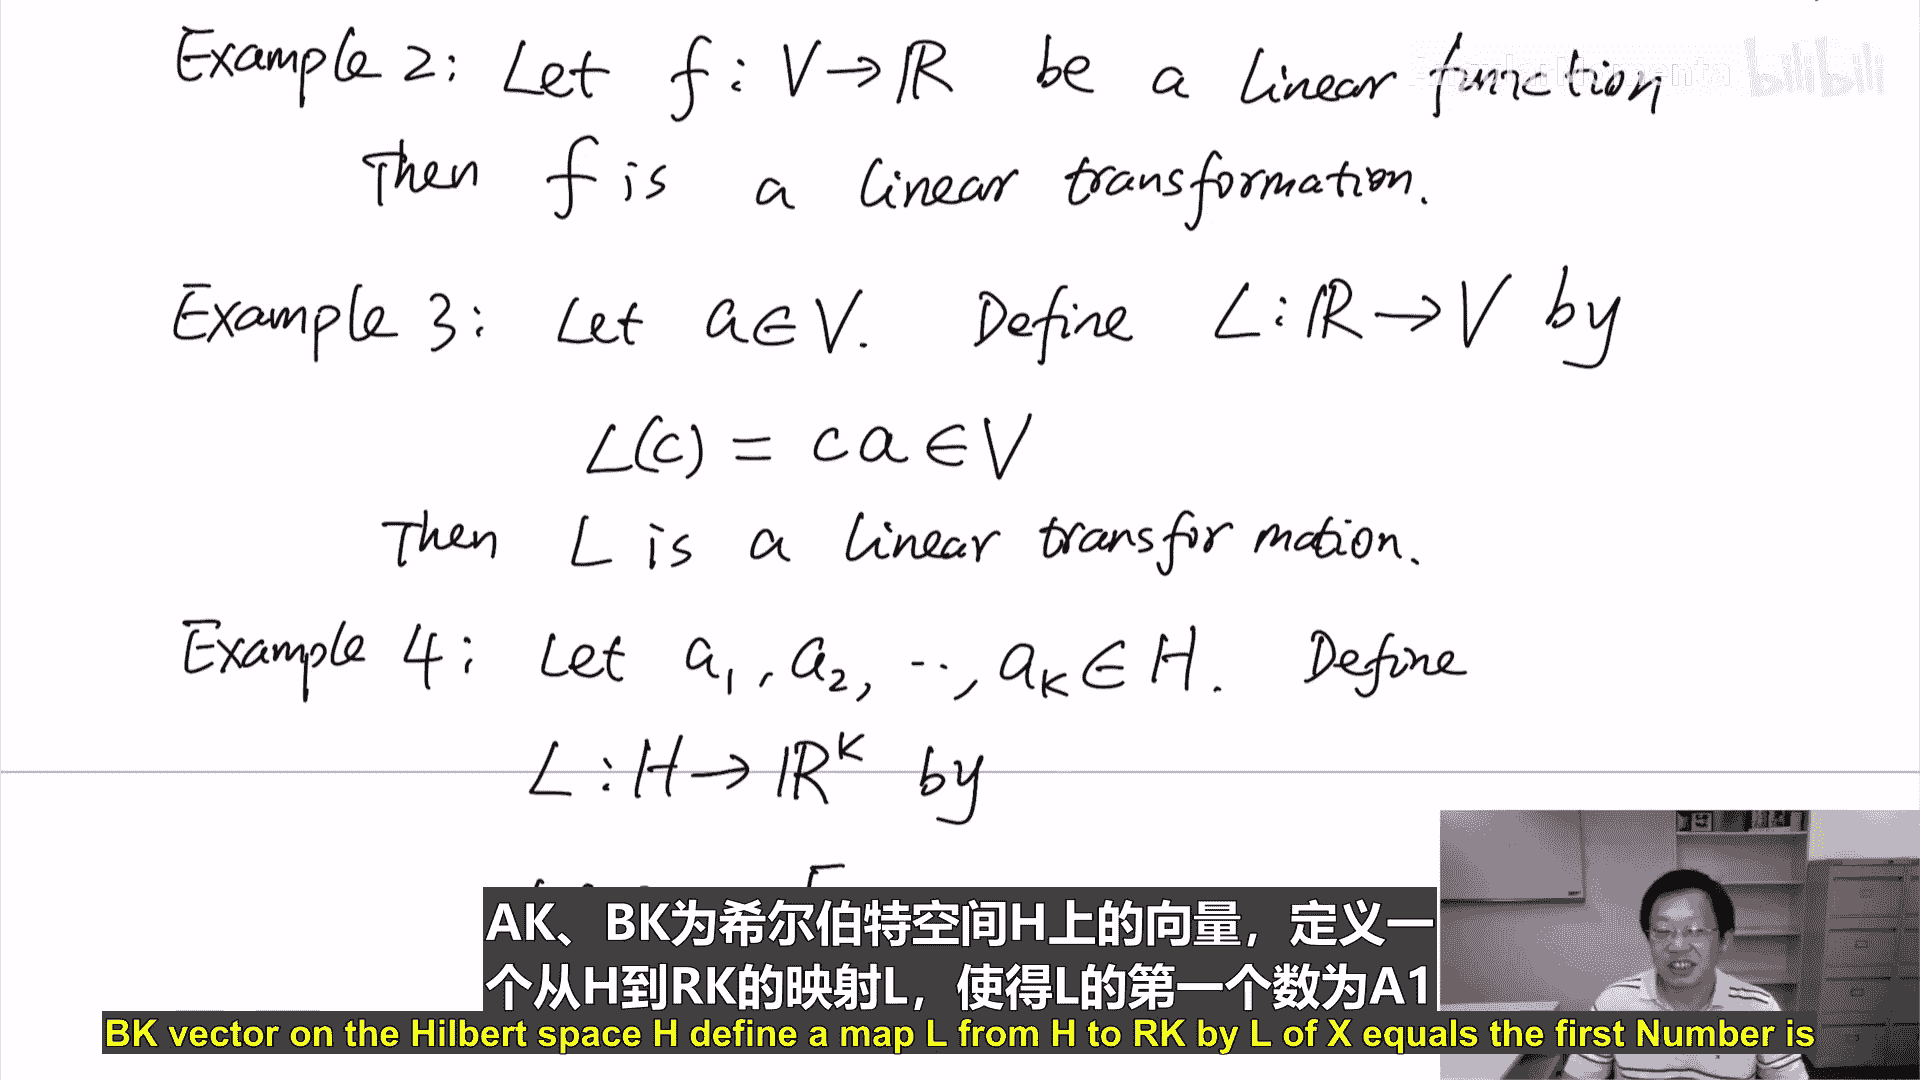 Example 2: Let f: V→ℝ be a linear function
bilibili
Then f is a linear transformation.
Example 3: Let a∈V. Define L:ℝ→V by
L(c) = ca∈V
Then L is a linear transformation.
Example 4: Let a₁, a₂, ··, aₖ∈H. Define
L:H→ℝᴷ by
AK、BK为希尔伯特空间H上的向量，定义一
个从H到RK的映射L，使得L的第一个数为A1
BK vector on the Hilbert space H define a map L from H to RK by L of X equals the first Number is